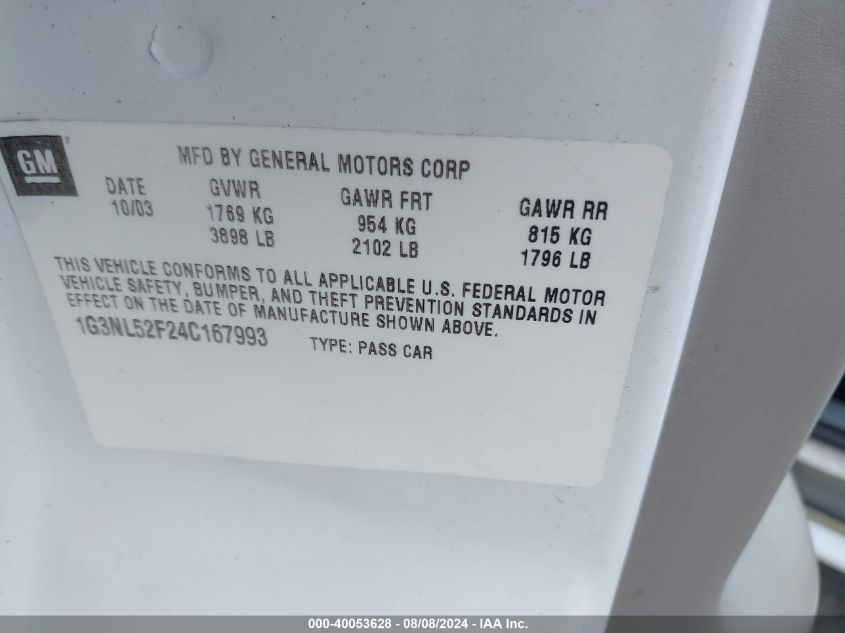 GM
MFD BY GENERAL MOTORS CORP
DATE GVWR GAWR FRT GAWR RR
10/03 1769 KG 954 KG 815 KG
3898 LB 2102 LB 1796 LB
THIS VEHICLE CONFORMS TO ALL APPLICABLE U.S. FEDERAL MOTOR
VEHICLE SAFETY, BUMPER, AND THEFT PREVENTION STANDARDS IN
EFFECT ON THE DATE OF MANUFACTURE SHOWN ABOVE.
1G3NL52F24C167993 TYPE: PASS CAR
000-40053628 - 08/08/2024 - IAA Inc.